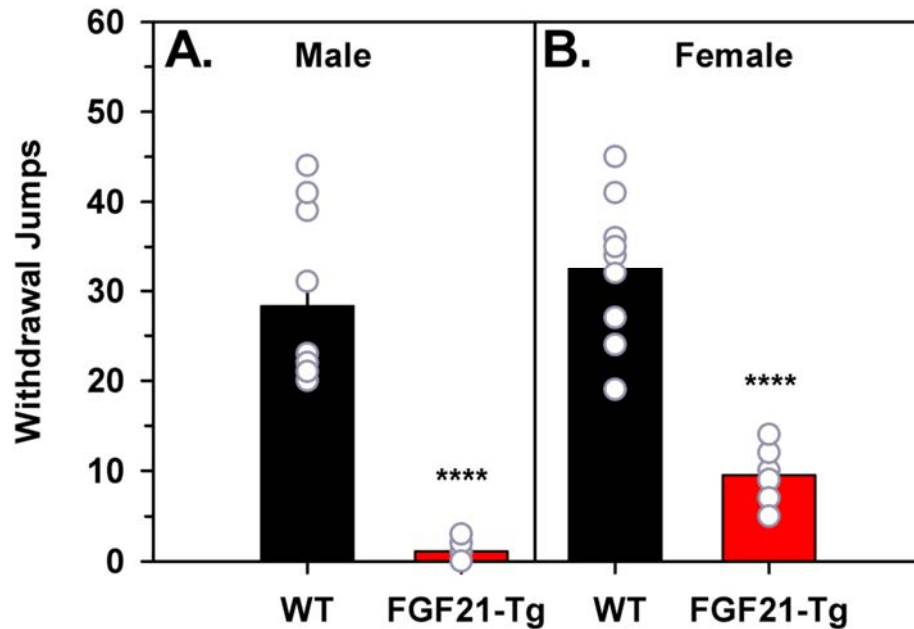 60
50
40
30
20
10
0
Withdrawal Jumps
A. Male
B. Female
****
****
WT FGF21-Tg WT FGF21-Tg